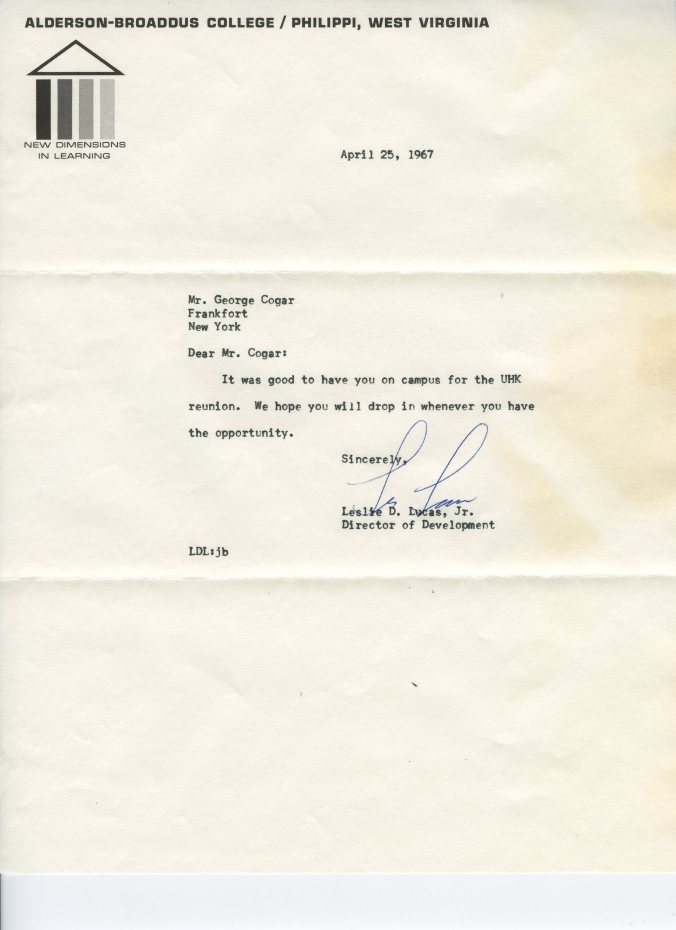 ALDERSON-BROADDUS COLLEGE / PHILIPPI, WEST VIRGINIA
NEW DIMENSIONS
IN LEARNING
April 25, 1967
Mr. George Cogar
Frankfort
New York
Dear Mr. Cogar:
It was good to have you on campus for the UHK
reunion. We hope you will drop in whenever you have
the opportunity.
Sincerely,
Leslie D. Lucas, Jr.
Director of Development
LDL:jb